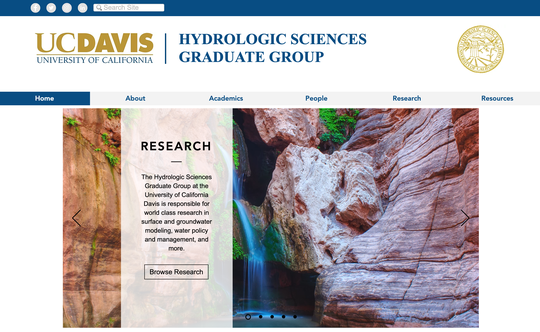 Search Site
UCDAVIS
UNIVERSITY OF CALIFORNIA
HYDROLOGIC SCIENCES
GRADUATE GROUP
Home
About
Academics
People
Research
Resources
RESEARCH
The Hydrologic Sciences
Graduate Group at the
University of California
Davis is responsible for
world class research in
surface and groundwater
modeling, water policy
and management, and
more.
Browse Research